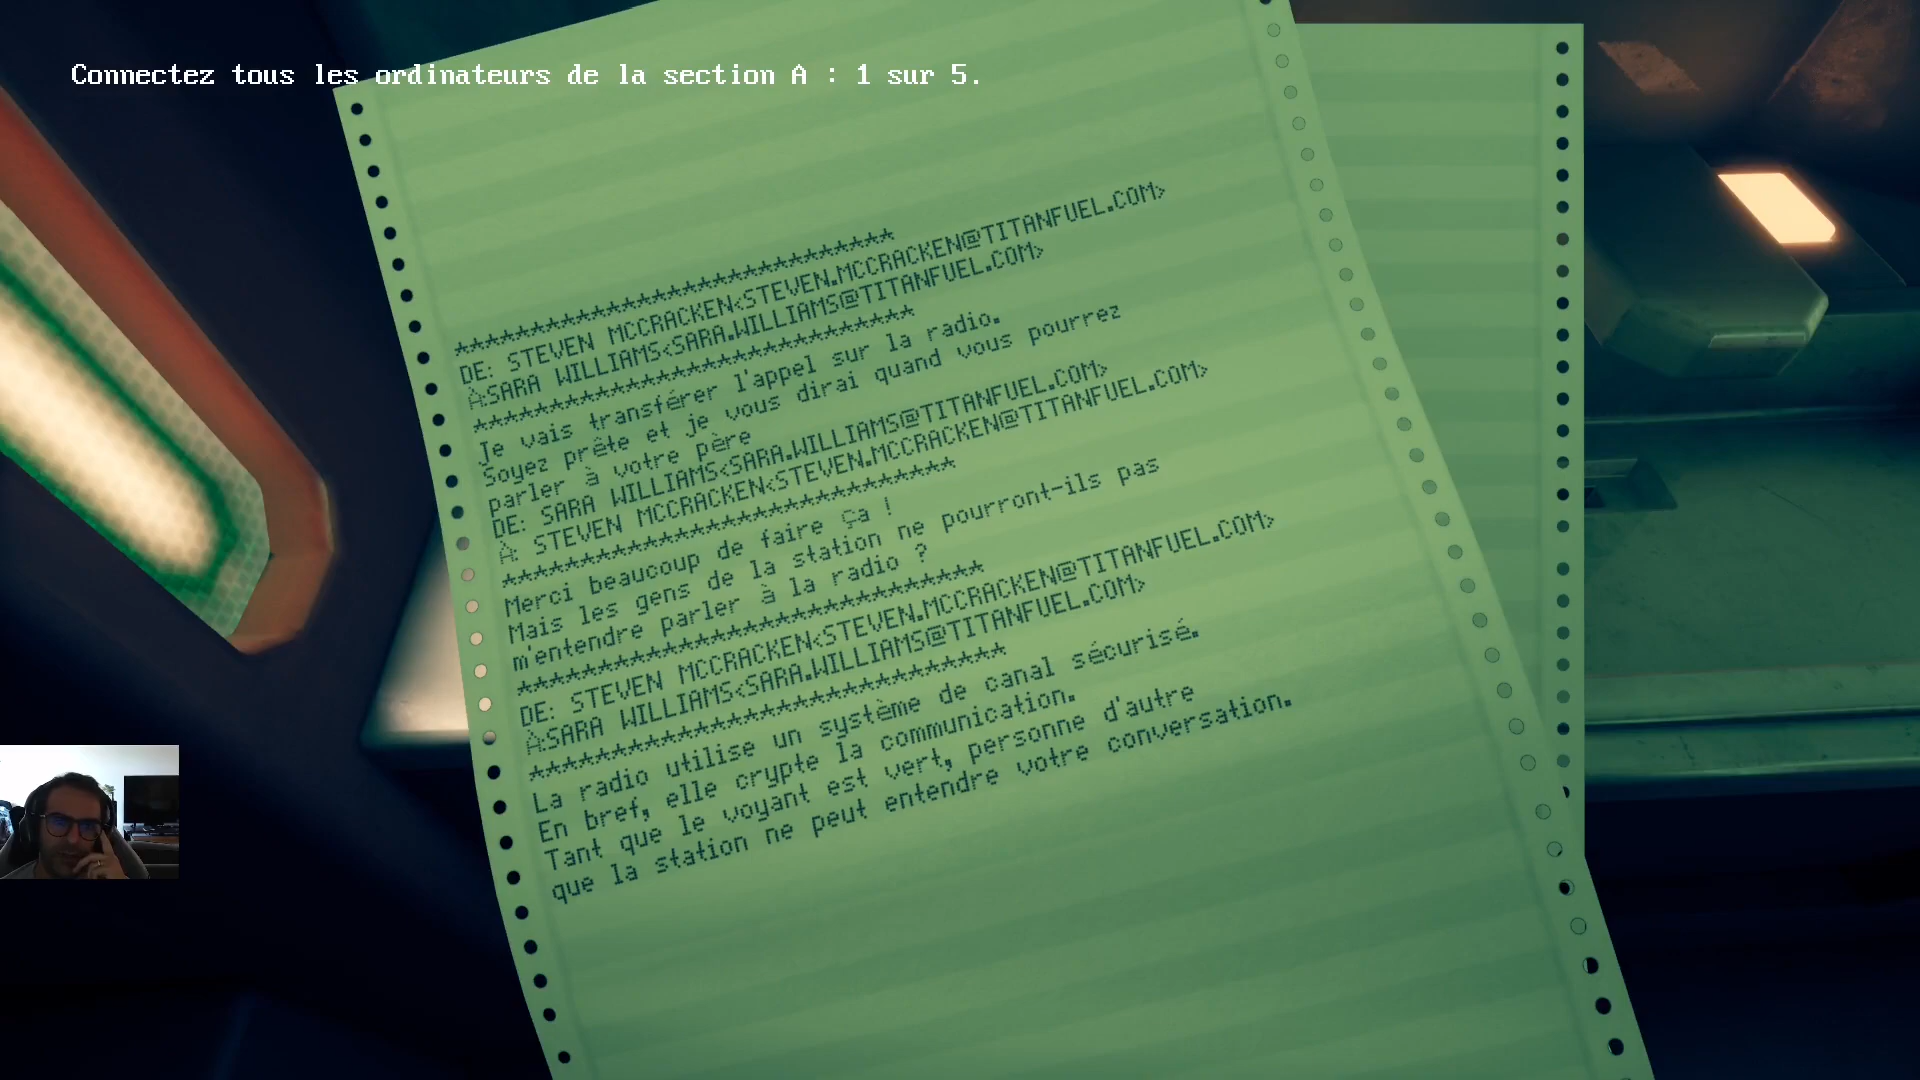 Connectez tous les ordinateurs de la section A : 1 sur 5.
***********************************
DE: STEVEN MCCRACKEN<STEVEN.MCCRACKEN@TITANFUEL.COM>
À:SARA WILLIAMS<SARA.WILLIAMS@TITANFUEL.COM>
***********************************
Je vais transférer l'appel sur la radio.
Soyez prête et je vous dirai quand vous pourrez
parler à votre père
DE: SARA WILLIAMS<SARA.WILLIAMS@TITANFUEL.COM>
À: STEVEN MCCRACKEN<STEVEN.MCCRACKEN@TITANFUEL.COM>
***********************************
Merci beaucoup de faire ça !
Mais les gens de la station ne pourront-ils pas
m'entendre parler à la radio ?
***********************************
DE: STEVEN MCCRACKEN<STEVEN.MCCRACKEN@TITANFUEL.COM>
À:SARA WILLIAMS<SARA.WILLIAMS@TITANFUEL.COM>
***********************************
La radio utilise un système de canal sécurisé.
En bref, elle crypte la communication.
Tant que le voyant est vert, personne d'autre
que la station ne peut entendre votre conversation.